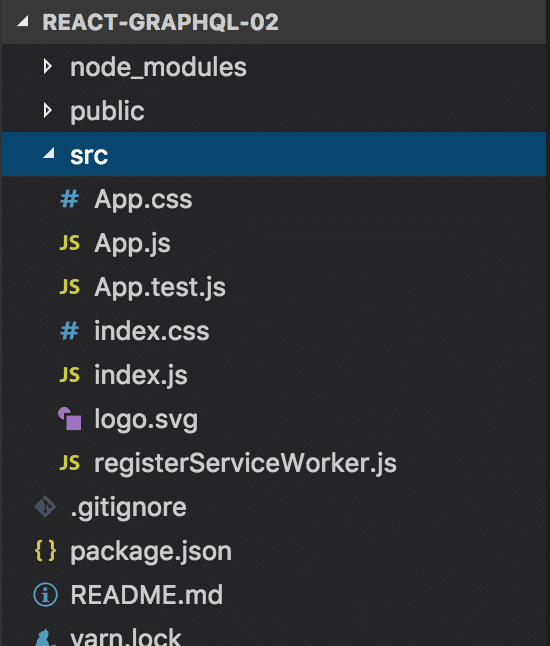 REACT-GRAPHQL-02
node_modules
public
src
# App.css
JS App.js
JS App.test.js
# index.css
JS index.js
logo.svg
JS registerServiceWorker.js
.gitignore
{ } package.json
README.md
yarn.lock